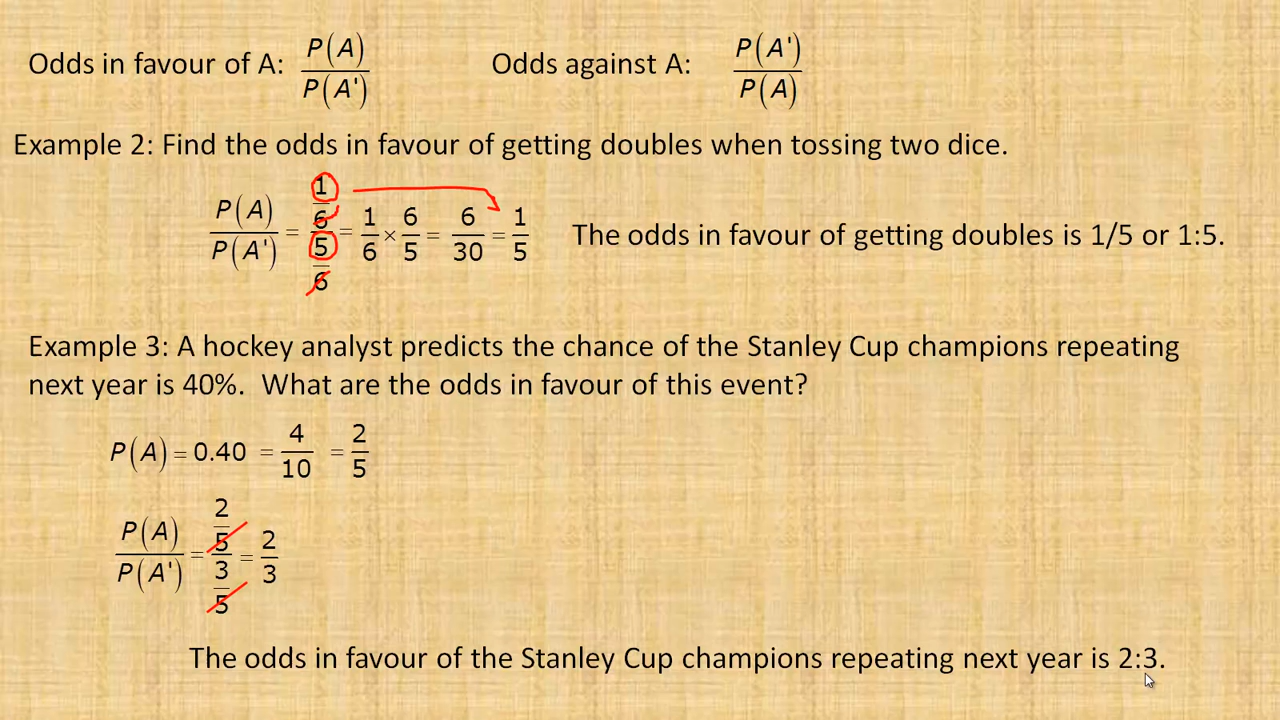 Odds in favour of A: P(A)/P(A') Odds against A: P(A')/P(A)
Example 2: Find the odds in favour of getting doubles when tossing two dice.
P(A)/P(A') = (1/6)/(5/6) = 1/6 × 6/5 = 6/30 = 1/5 The odds in favour of getting doubles is 1/5 or 1:5.
Example 3: A hockey analyst predicts the chance of the Stanley Cup champions repeating
next year is 40%. What are the odds in favour of this event?
P(A) = 0.40 = 4/10 = 2/5
P(A)/P(A') = (2/5)/(3/5) = 2/3
The odds in favour of the Stanley Cup champions repeating next year is 2:3.